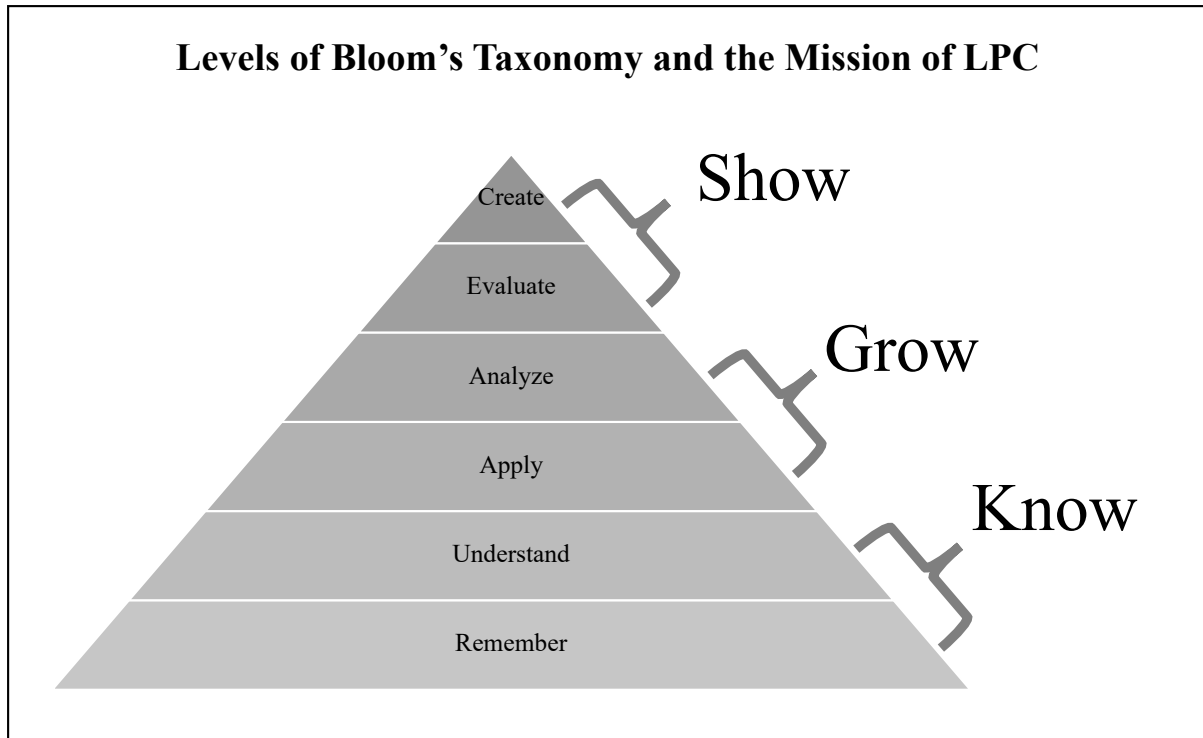 Levels of Bloom’s Taxonomy and the Mission of LPC
Create
Show
Evaluate
Grow
Analyze
Apply
Know
Understand
Remember